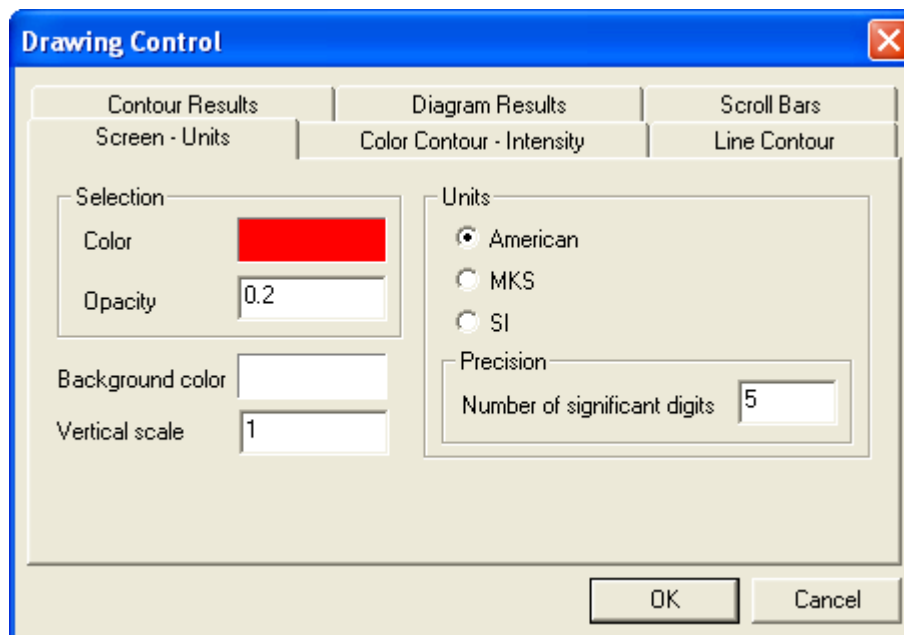 Drawing Control
Contour Results
Diagram Results
Scroll Bars
Screen - Units
Color Contour - Intensity
Line Contour
Selection
Color
Opacity
0.2
Background color
Vertical scale
1
Units
American
MKS
SI
Precision
Number of significant digits
5
OK
Cancel